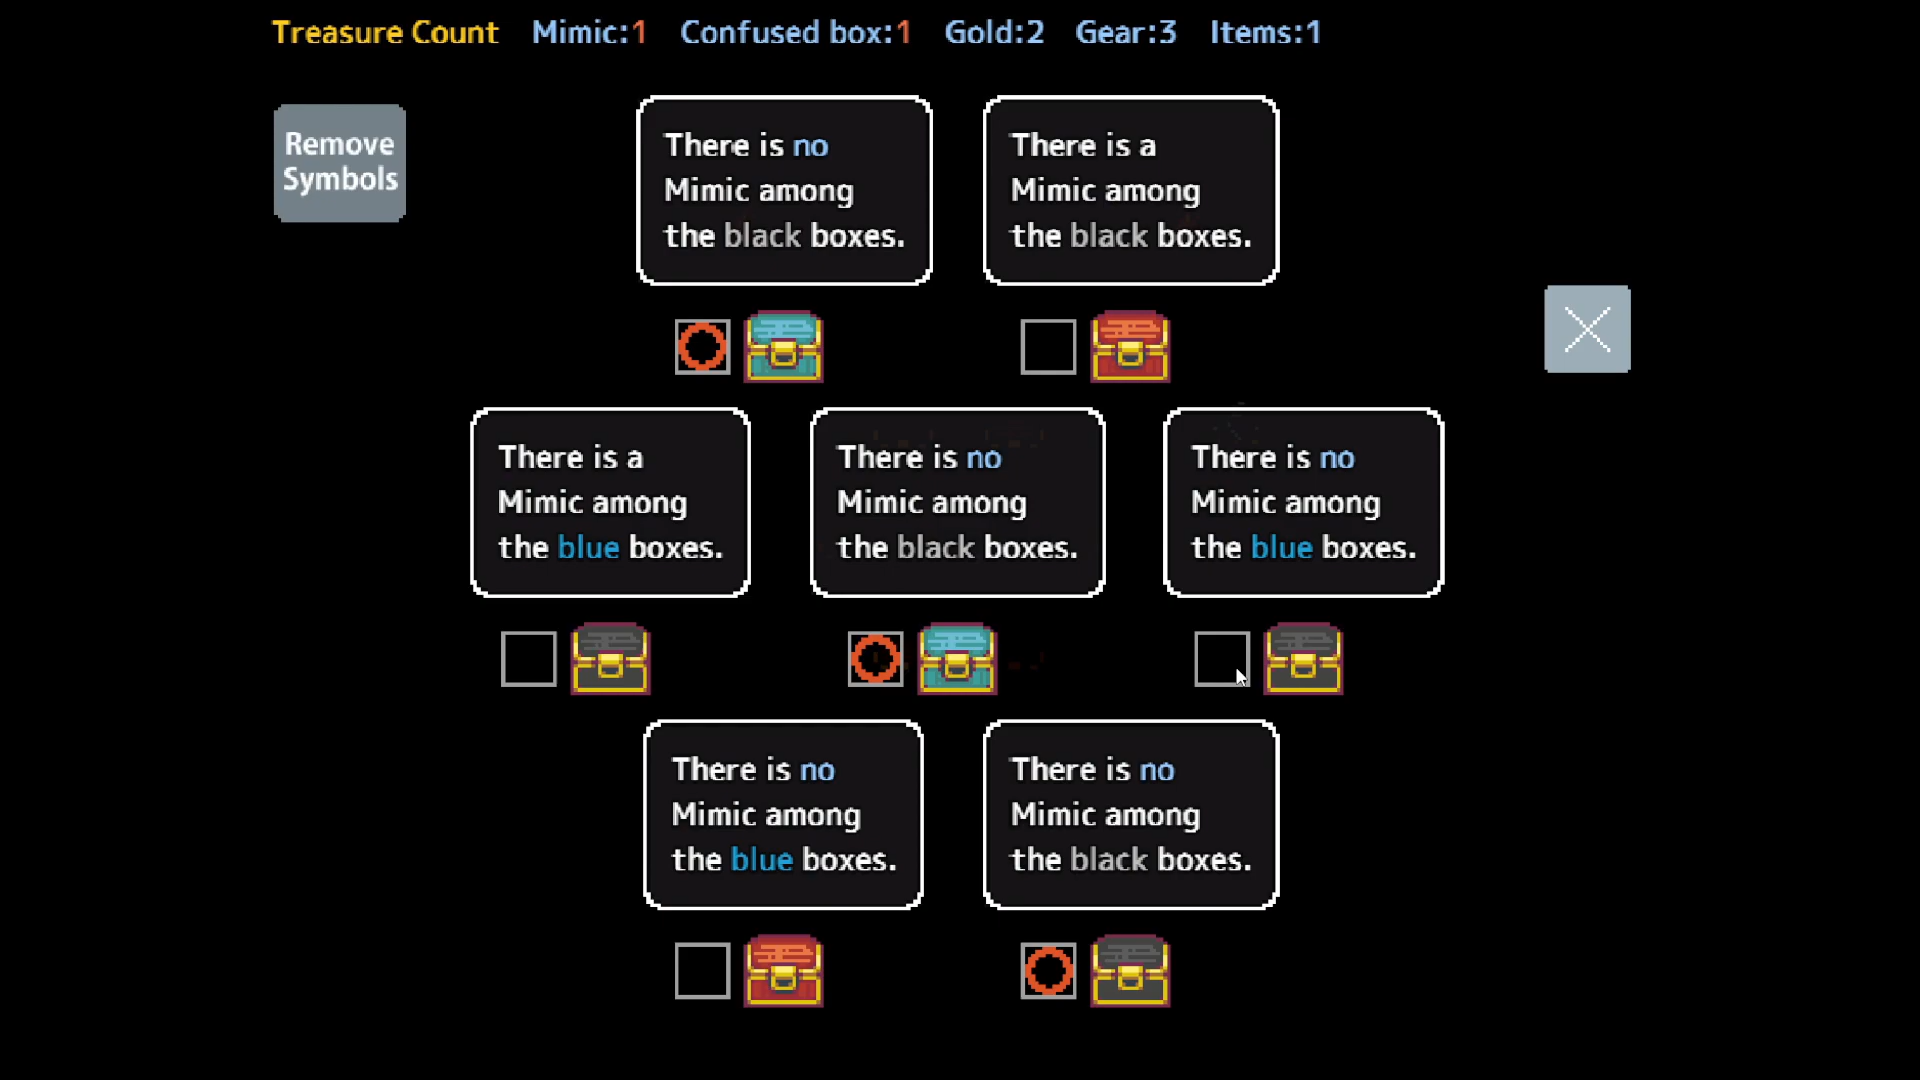 Treasure Count Mimic:1 Confused box:1 Gold:2 Gear:3 Items:1
Remove
Symbols
There is no
Mimic among
the black boxes.
There is a
Mimic among
the black boxes.
There is a
Mimic among
the blue boxes.
There is no
Mimic among
the black boxes.
There is no
Mimic among
the blue boxes.
There is no
Mimic among
the blue boxes.
There is no
Mimic among
the black boxes.